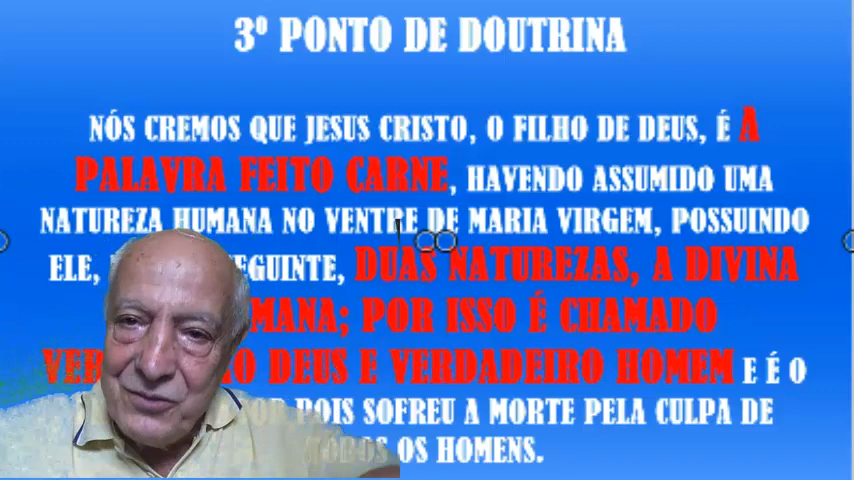 3º PONTO DE DOUTRINA
NÓS CREMOS QUE JESUS CRISTO, O FILHO DE DEUS, É A
PALAVRA FEITO CARNE, HAVENDO ASSUMIDO UMA
NATUREZA HUMANA NO VENTRE DE MARIA VIRGEM, POSSUINDO
ELE, EGUINTE, DUAS NATUREZAS, A DIVINA
MANA; POR ISSO É CHAMADO
VER DEUS E VERDADEIRO HOMEM E É O
POIS SOFREU A MORTE PELA CULPA DE
OS HOMENS.